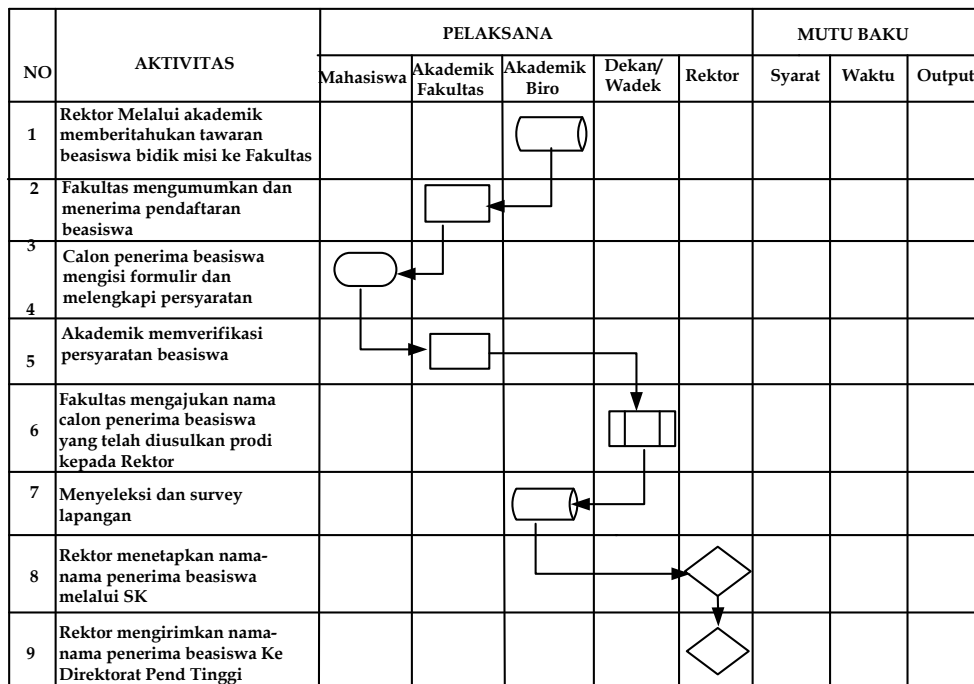 NO
AKTIVITAS
PELAKSANA
MUTU BAKU
Mahasiswa
Akademik
Fakultas
Akademik
Biro
Dekan/
Wadek
Rektor
Syarat
Waktu
Output
1
Rektor Melalui akademik
memberitahukan tawaran
beasiswa bidik misi ke Fakultas
2
Fakultas mengumumkan dan
menerima pendaftaran
beasiswa
3
Calon penerima beasiswa
mengisi formulir dan
melengkapi persyaratan
4
Akademik memverifikasi
persyaratan beasiswa
5
Fakultas mengajukan nama
calon penerima beasiswa
yang telah diusulkan prodi
kepada Rektor
6
7
Menyeleksi dan survey
lapangan
Rektor menetapkan nama-
nama penerima beasiswa
melalui SK
8
Rektor mengirimkan nama-
nama penerima beasiswa Ke
Direktorat Pend Tinggi
9